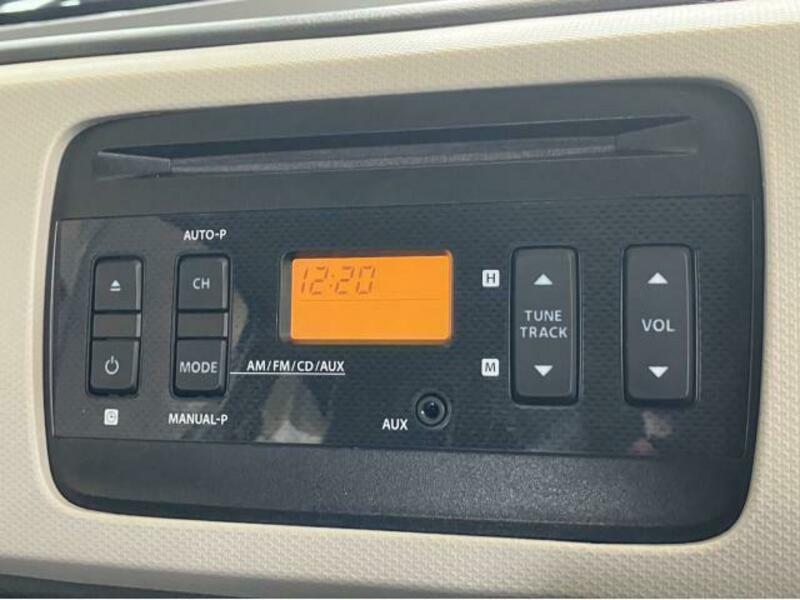 AUTO-P
CH
12:20
H
TUNE
TRACK
VOL
MODE
AM/FM/CD/AUX
M
MANUAL-P
AUX